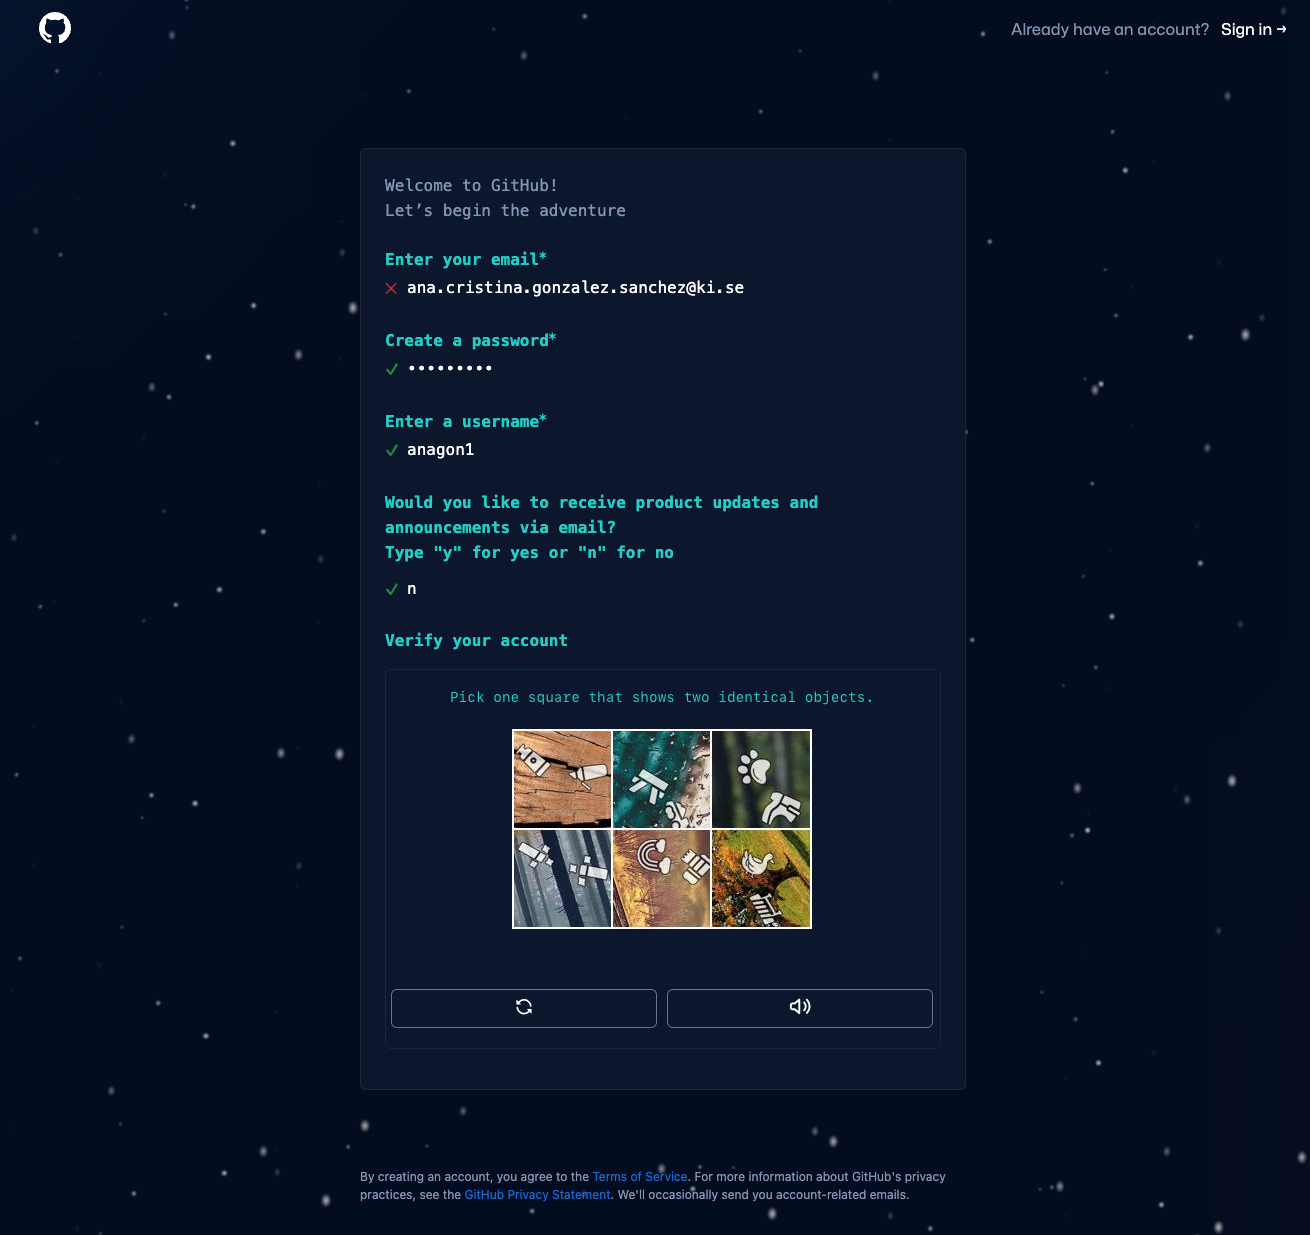 Already have an account? Sign in →
Welcome to GitHub!
Let’s begin the adventure
Enter your email*
ana.cristina.gonzalez.sanchez@ki.se
Create a password*
•••••••••
Enter a username*
anagon1
Would you like to receive product updates and
announcements via email?
Type "y" for yes or "n" for no
n
Verify your account
Pick one square that shows two identical objects.
By creating an account, you agree to the Terms of Service. For more information about GitHub's privacy
practices, see the GitHub Privacy Statement. We'll occasionally send you account-related emails.